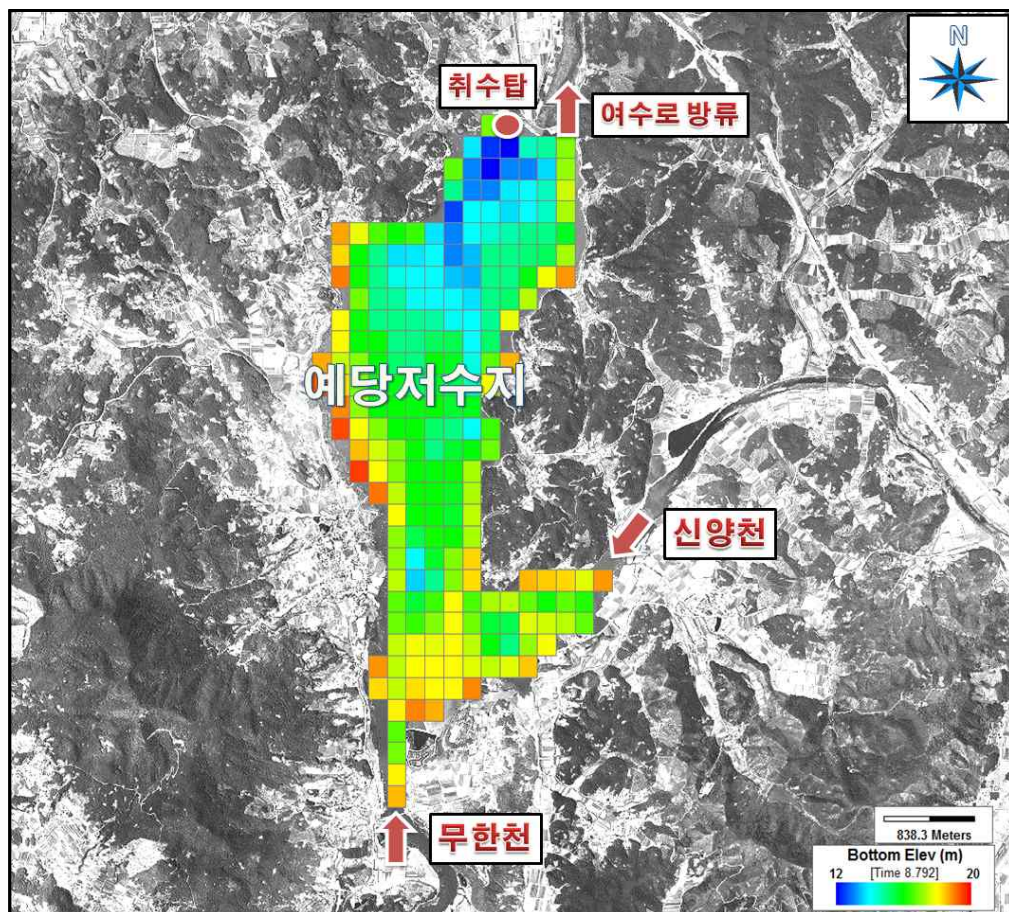 N
취수탑
여수로 방류
예당저수지
신양천
무한천
838.3 Meters
Bottom Elev (m)
12 [Time 8.792] 20